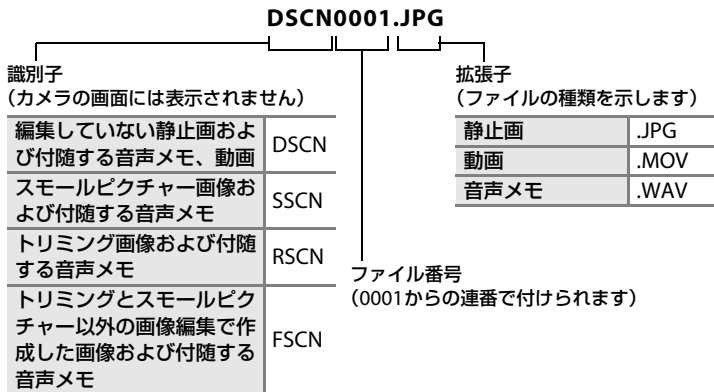 DSCN0001.JPG
識別子
（カメラの画面には表示されません）
編集していない静止画およ
び付随する音声メモ、動画
DSCN
スモールピクチャー画像お
よび付随する音声メモ
SSCN
トリミング画像および付随
する音声メモ
RSCN
トリミングとスモールピク
チャー以外の画像編集で作
成した画像および付随する
音声メモ
FSCN
拡張子
（ファイルの種類を示します）
静止画 .JPG
動画 .MOV
音声メモ .WAV
ファイル番号
（0001からの連番で付けられます）